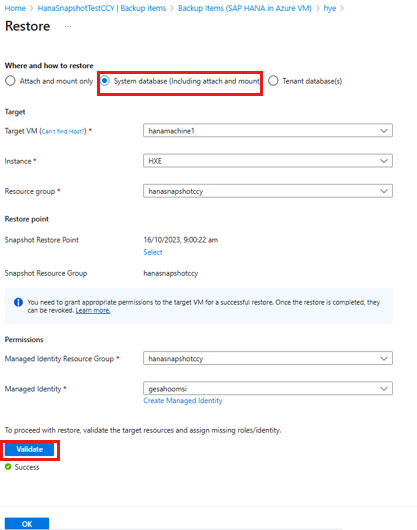 Home > HanaSnapshotTestCCY | Backup items > Backup Items (SAP HANA in Azure VM) > hye >
Restore ...
Where and how to restore
Attach and mount only System database (Including attach and mount) Tenant database(s)
Target
Target VM (Can't find Host?) * hanamachine1
Instance * HXE
Resource group * hanasnapshotccy
Restore point
Snapshot Restore Point 16/10/2023, 9:00:22 am
Select
Snapshot Resource Group hanasnapshotccy
You need to grant appropriate permissions to the target VM for a successful restore. Once the restore is completed, they
can be revoked. Learn more.
Permissions
Managed Identity Resource Group * hanasnapshotccy
Managed Identity * gesahoomsi
Create Managed Identity
To proceed with restore, validate the target resources and assign missing roles/identity.
Validate
Success
OK